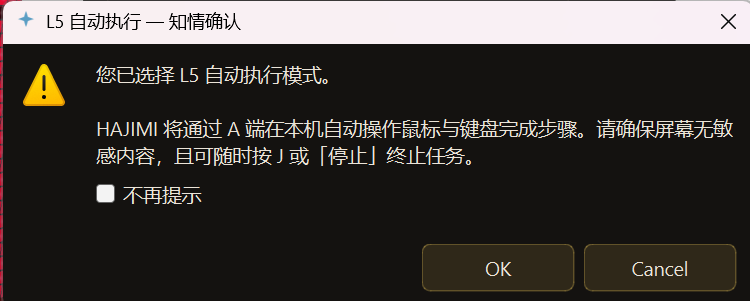 L5 自动执行 — 知情确认
您已选择 L5 自动执行模式。
HAJIMI 将通过 A 端在本机自动操作鼠标与键盘完成步骤。请确保屏幕无敏
感内容，且可随时按 J 或「停止」终止任务。
不再提示
OK
Cancel